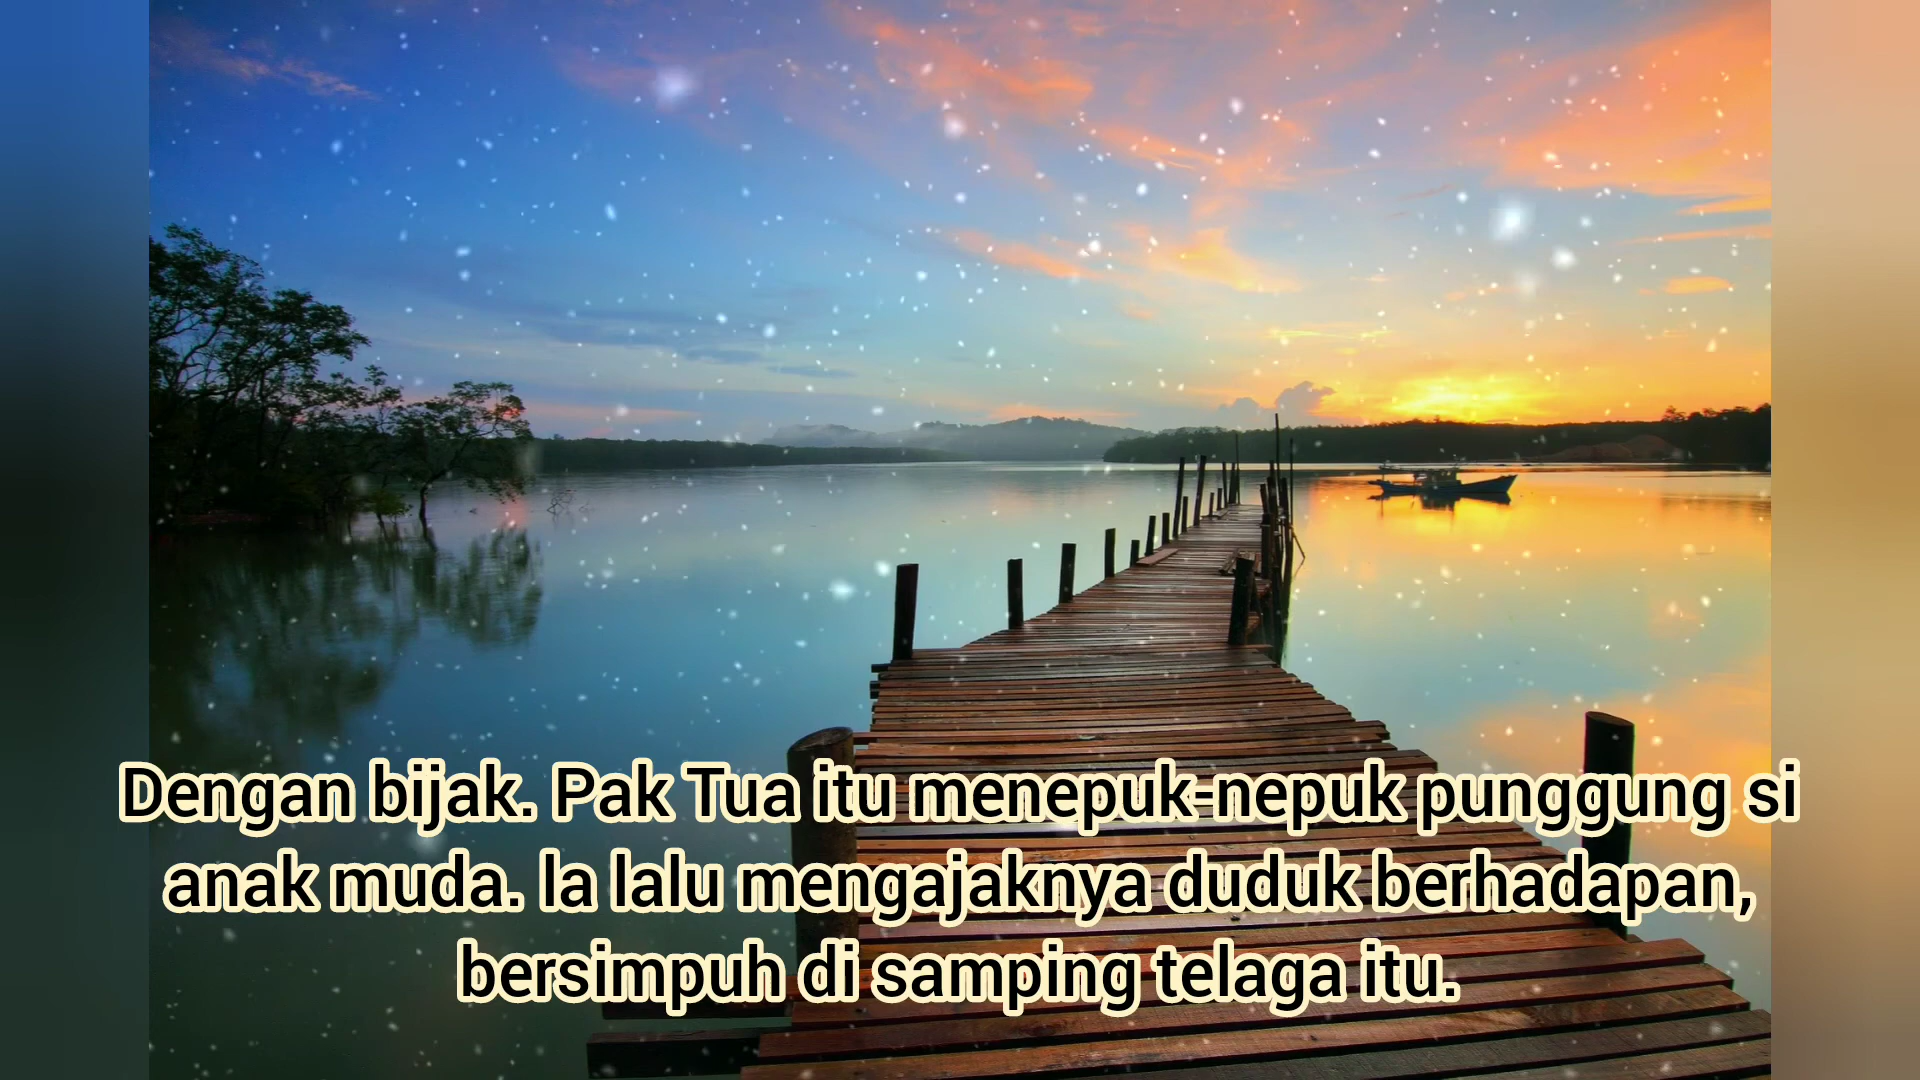 Dengan bijak. Pak Tua itu menepuk-nepuk punggung si
anak muda. Ia lalu mengajaknya duduk berhadapan,
bersimpuh di samping telaga itu.